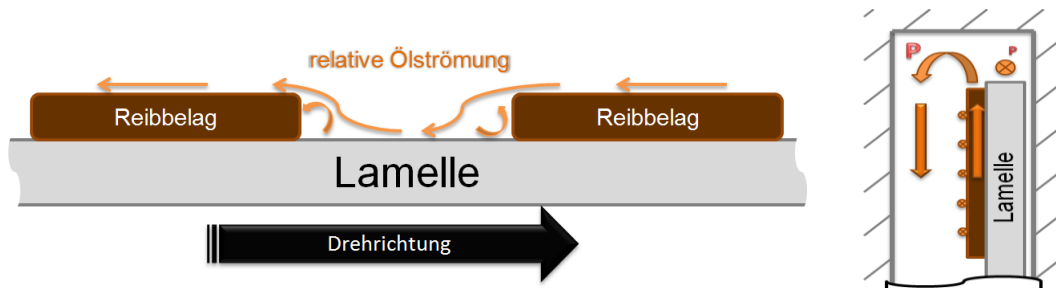 relative Ölströmung
Reibbelag
Reibbelag
Lamelle
Drehrichtung
P
P
Lamelle